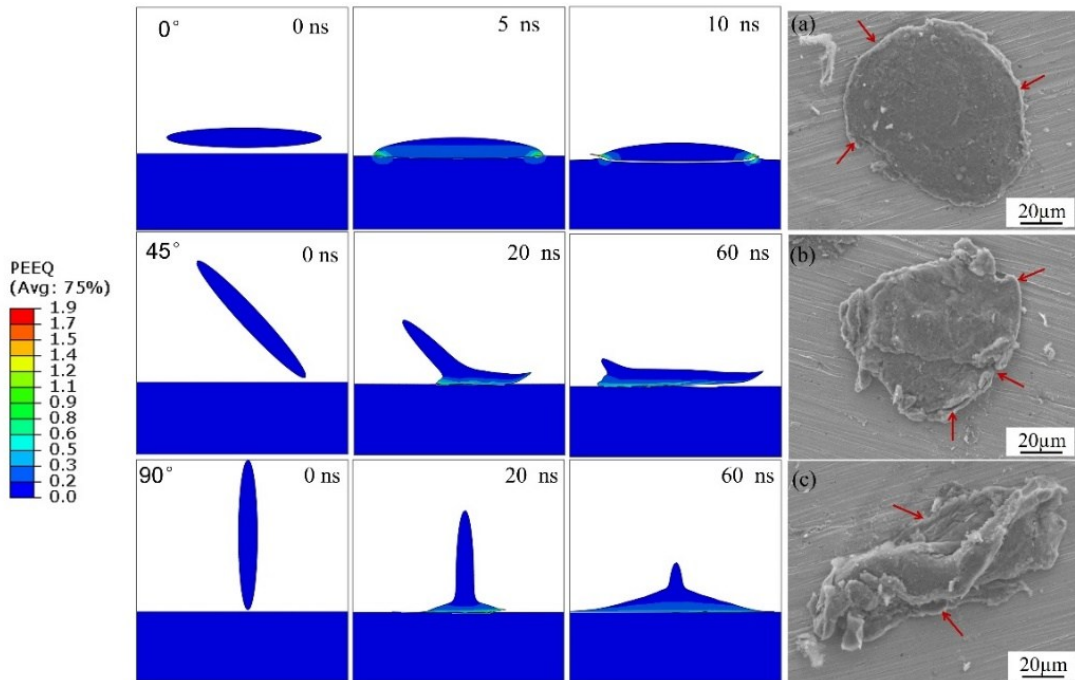 0° 0 ns 5 ns 10 ns (a)
20μm
45° 0 ns 20 ns 60 ns (b)
PEEQ
(Avg: 75%)
1.9
1.7
1.5
1.4
1.2
1.1
0.9
0.8
0.6
0.5
0.3
0.2
0.0
20μm
90° 0 ns 20 ns 60 ns (c)
20μm